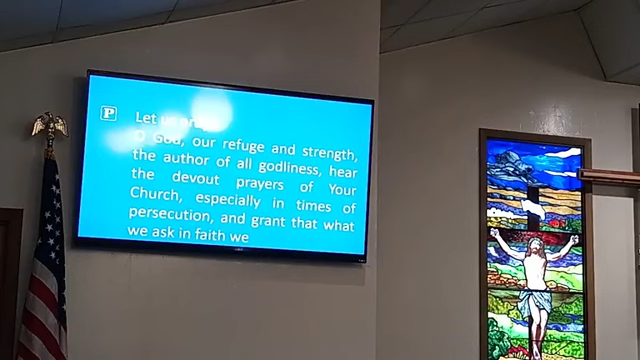 P Let us pray
O God, our refuge and strength,
the author of all godliness, hear
the devout prayers of Your
Church, especially in times of
persecution, and grant that what
we ask in faith we